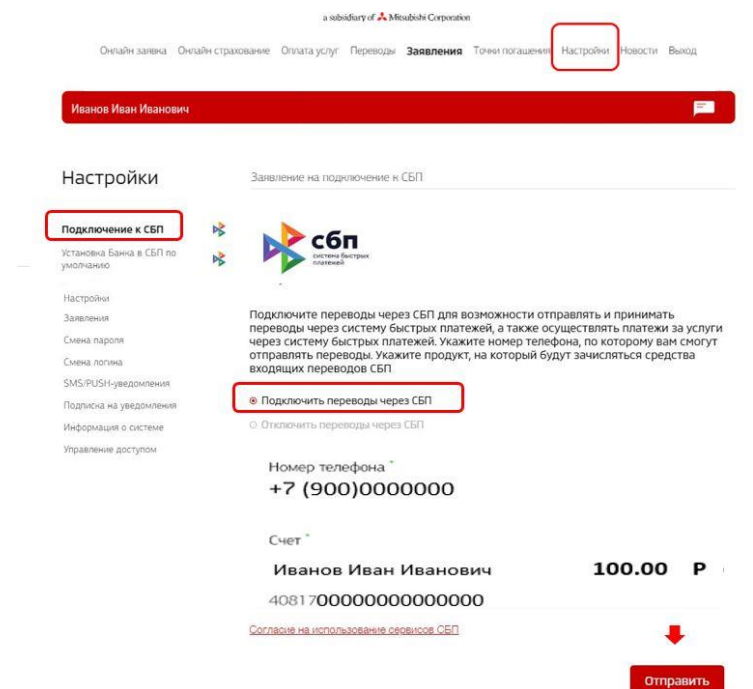 a subsidiary of Mitsubishi Corporation
Онлайн заявка Онлайн страхование Оплата услуг Переводы Заявления Точки погашения Настройки Новости Выход
Иванов Иван Иванович
Настройки
Подключение к СБП
Установка Банка в СБП по
умолчанию
Настройки
Заявления
Смена пароля
Смена логина
SMS/PUSH-уведомления
Подписка на уведомления
Информация о системе
Управление доступом
Заявление на подключение к СБП
сбп
система быстрых
платежей
Подключите переводы через СБП для возможности отправлять и принимать
переводы через систему быстрых платежей, а также осуществлять платежи за услуги
через систему быстрых платежей. Укажите номер телефона, по которому вам смогут
отправлять переводы. Укажите продукт, на который будут зачисляться средства
входящих переводов СБП
Подключить переводы через СБП
Отключить переводы через СБП
Номер телефона *
+7 (900)0000000
Счет *
Иванов Иван Иванович 100.00 Р
40817000000000000000
Согласие на использование сервисов СБП
Отправить